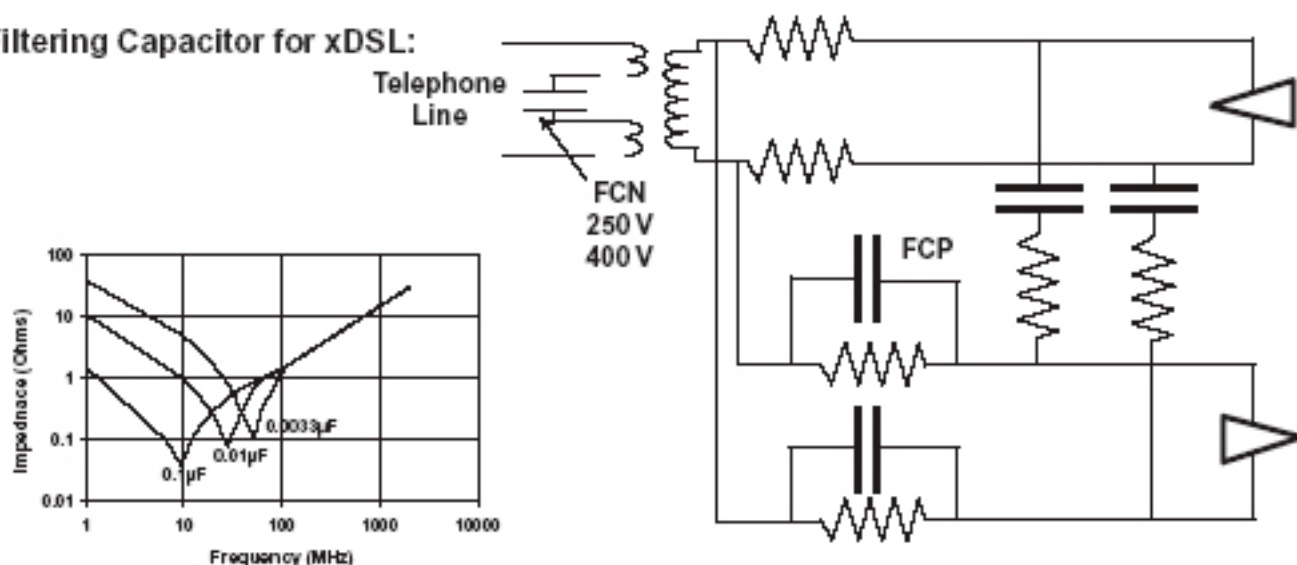 iltering Capacitor for xDSL:
Telephone
Line
FCN
250 V
400 V
FCP
Impednace (Ohms)
100
10
1
0.1
0.01
0.1µF
0.01µF
0.0033µF
1
10
100
1000
10000
Frequency (MHz)